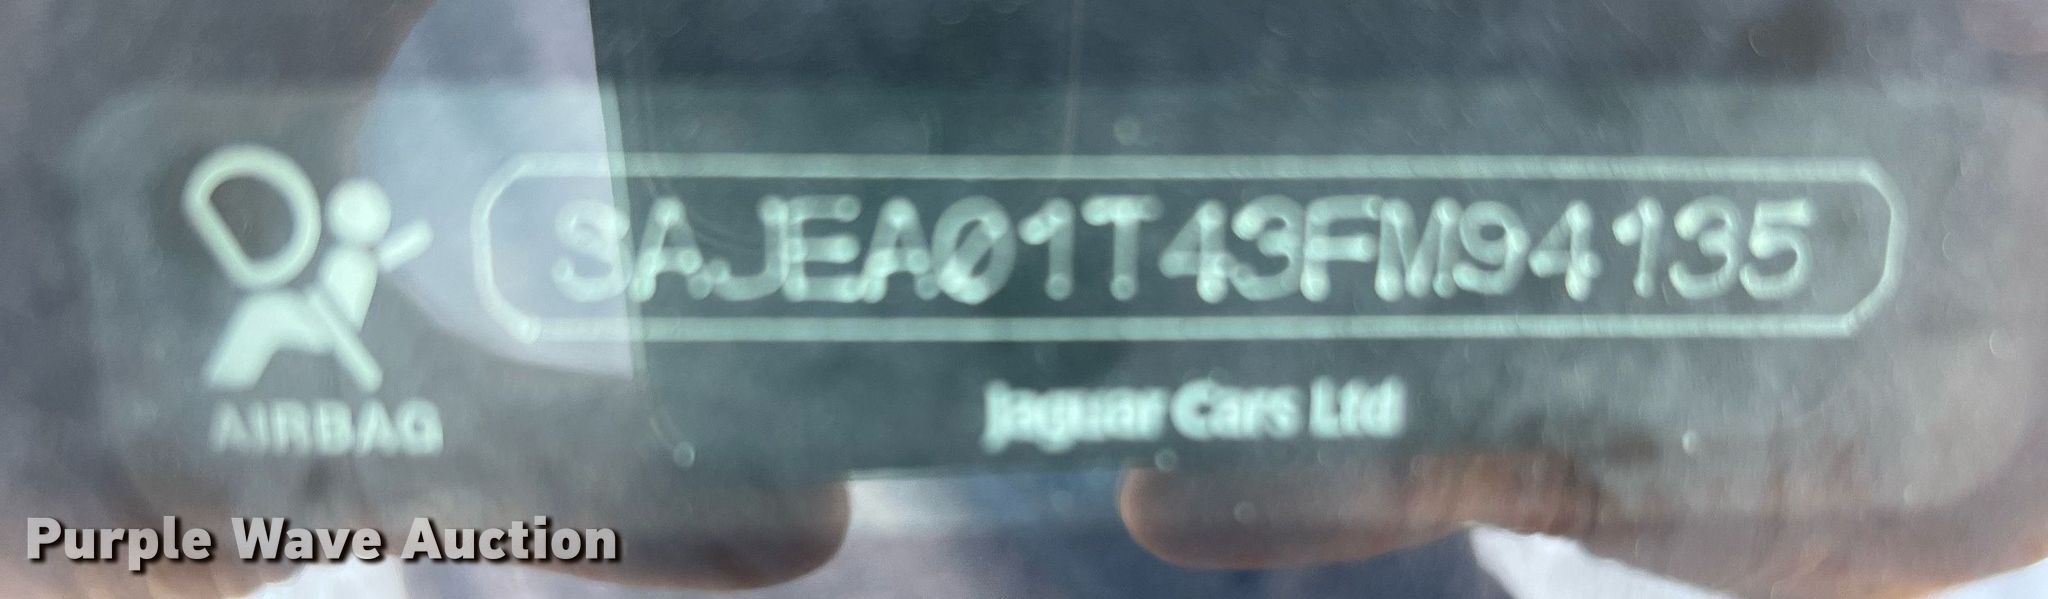 SAJEA01T43FM94135
Jaguar Cars Ltd
AIRBAG
Purple Wave Auction